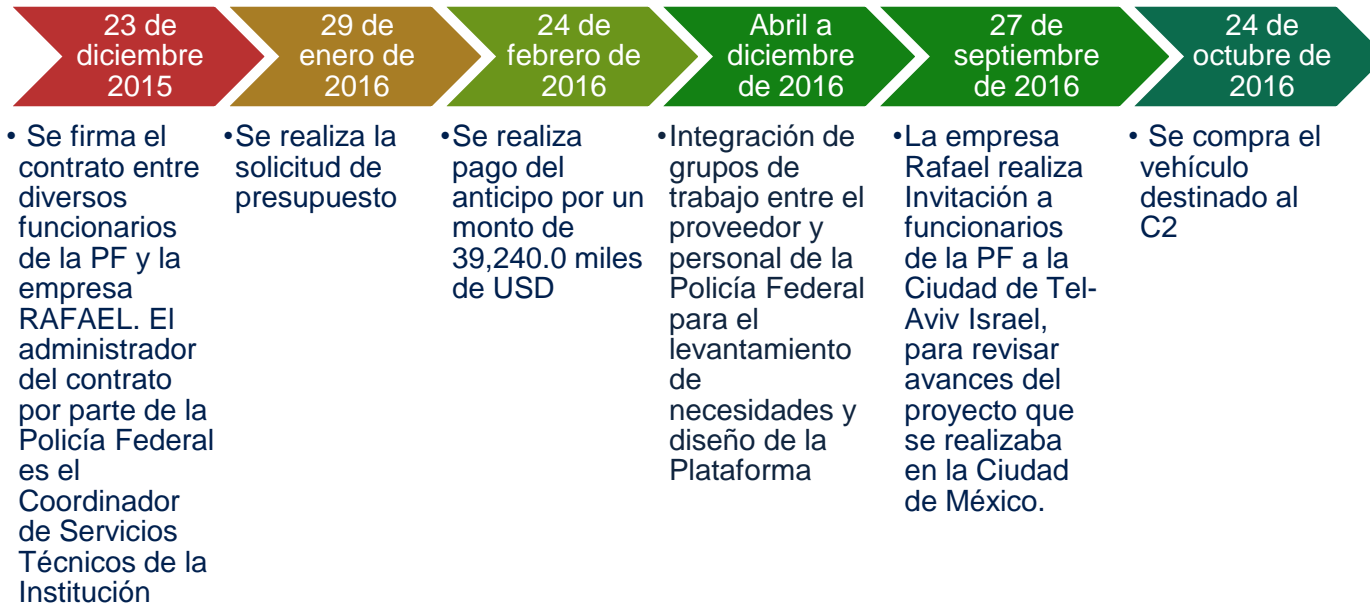 23 de
diciembre
2015
29 de
enero de
2016
24 de
febrero de
2016
Abril a
diciembre
de 2016
27 de
septiembre
de 2016
24 de
octubre de
2016
• Se firma el
contrato entre
diversos
funcionarios
de la PF y la
empresa
RAFAEL. El
administrador
del contrato
por parte de la
Policía Federal
es el
Coordinador
de Servicios
Técnicos de la
Institución
•Se realiza la
solicitud de
presupuesto
•Se realiza
pago del
anticipo por un
monto de
39,240.0 miles
de USD
•Integración de
grupos de
trabajo entre el
proveedor y
personal de la
Policía Federal
para el
levantamiento
de
necesidades y
diseño de la
Plataforma
•La empresa
Rafael realiza
Invitación a
funcionarios
de la PF a la
Ciudad de Tel-
Aviv Israel,
para revisar
avances del
proyecto que
se realizaba
en la Ciudad
de México.
• Se compra el
vehículo
destinado al
C2